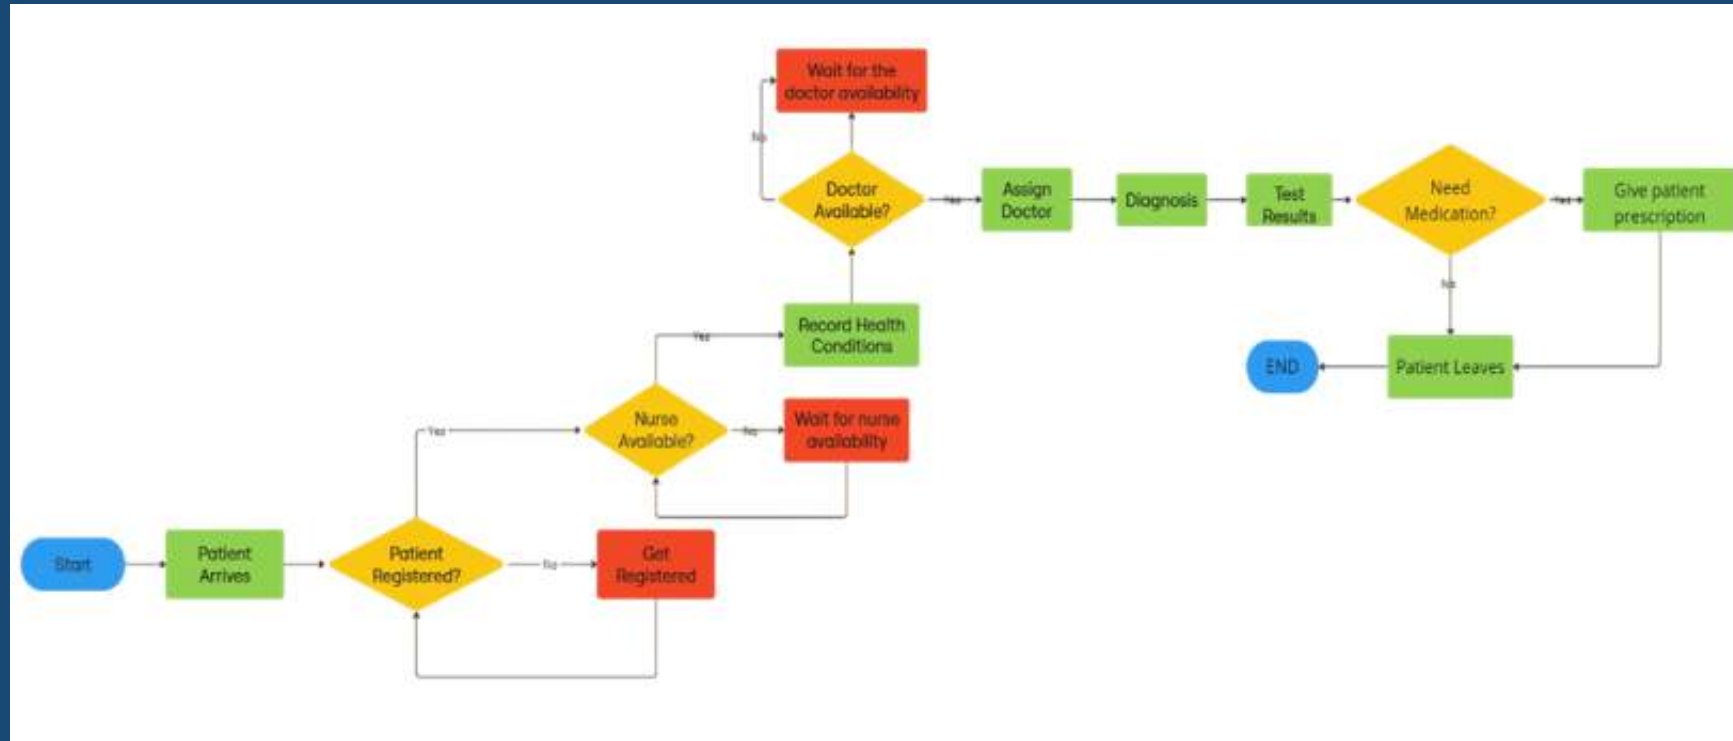 Start
Patient
Arrives
Patient
Registered?
No
Get
Registered
Yes
Nurse
Available?
No
Wait for nurse
availability
Yes
Record Health
Conditions
Doctor
Available?
No
Wait for the
doctor availability
Yes
Assign
Doctor
Diagnosis
Test
Results
Need
Medication?
Yes
Give patient
prescription
No
Patient Leaves
END